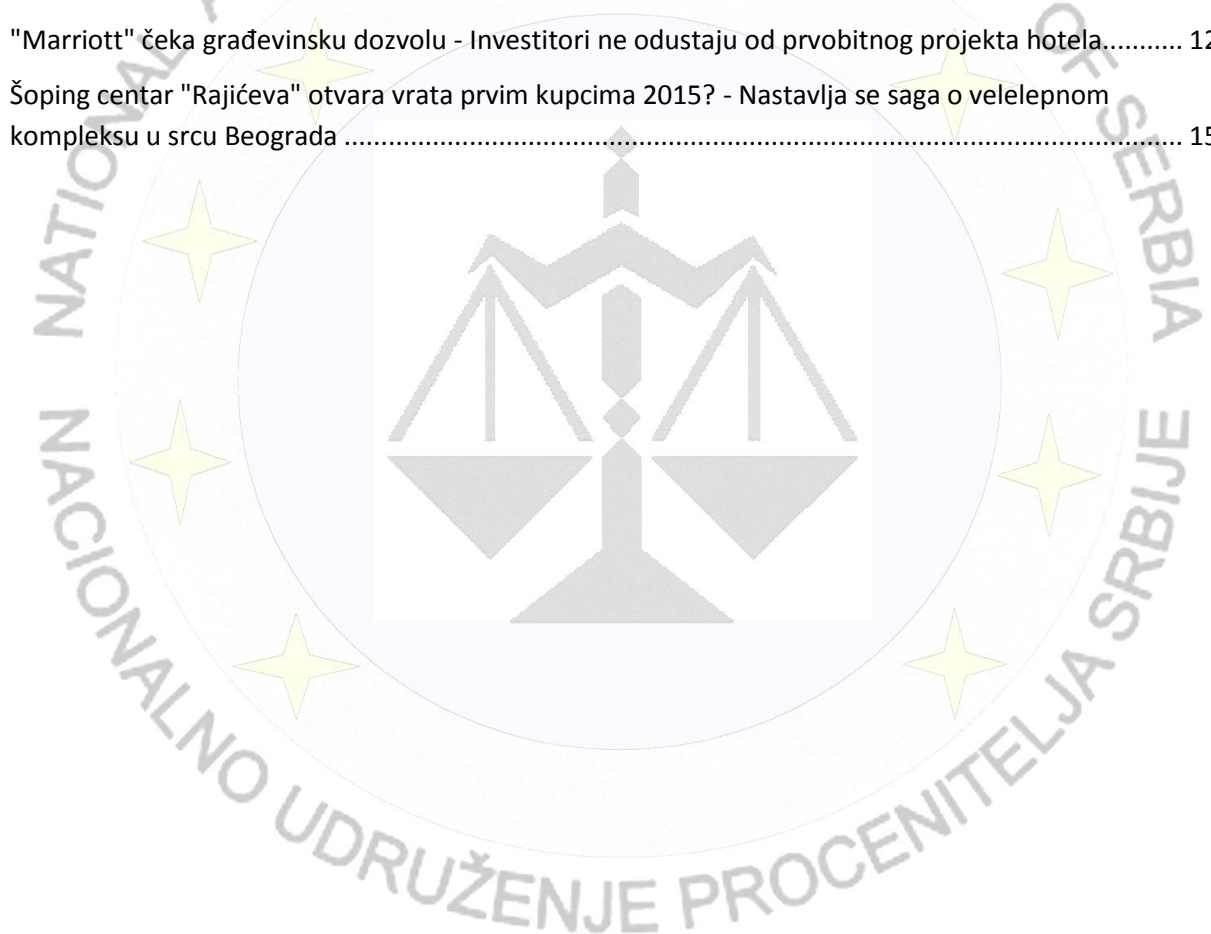 "Marriott" čeka građevinsku dozvolu - Investitori ne odustaju od prvobitnog projekta hotela........... 12
Šoping centar "Rajićeva" otvara vrata prvim kupcima 2015? - Nastavlja se saga o velelepnom
kompleksu u srcu Beograda ................................................................................................ 15
NATIONAL
OF SERBIA
NACIONALNO UDRUŽENJE PROCENITELJA SRBIJE